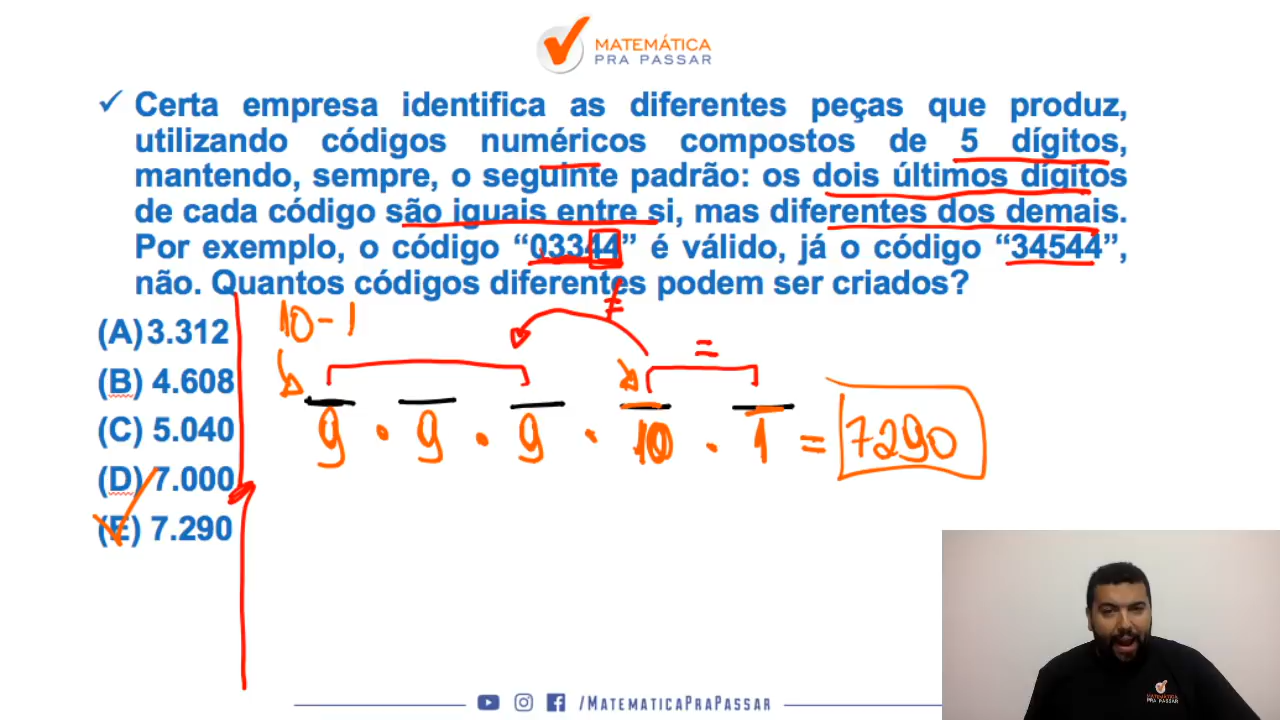 MATEMÁTICA
PRA PASSAR
✓ Certa empresa identifica as diferentes peças que produz,
utilizando códigos numéricos compostos de 5 dígitos,
mantendo, sempre, o seguinte padrão: os dois últimos dígitos
de cada código são iguais entre si, mas diferentes dos demais.
Por exemplo, o código “03344” é válido, já o código “34544”,
não. Quantos códigos diferentes podem ser criados?
(A) 3.312
(B) 4.608
(C) 5.040
(D) 7.000
(E) 7.290
10 - 1
≠
=
9 . 9 . 9 . 10 . 1 = 7290
MATEMÁTICA
PRA PASSAR
/MATEMATICAPRAPASSAR